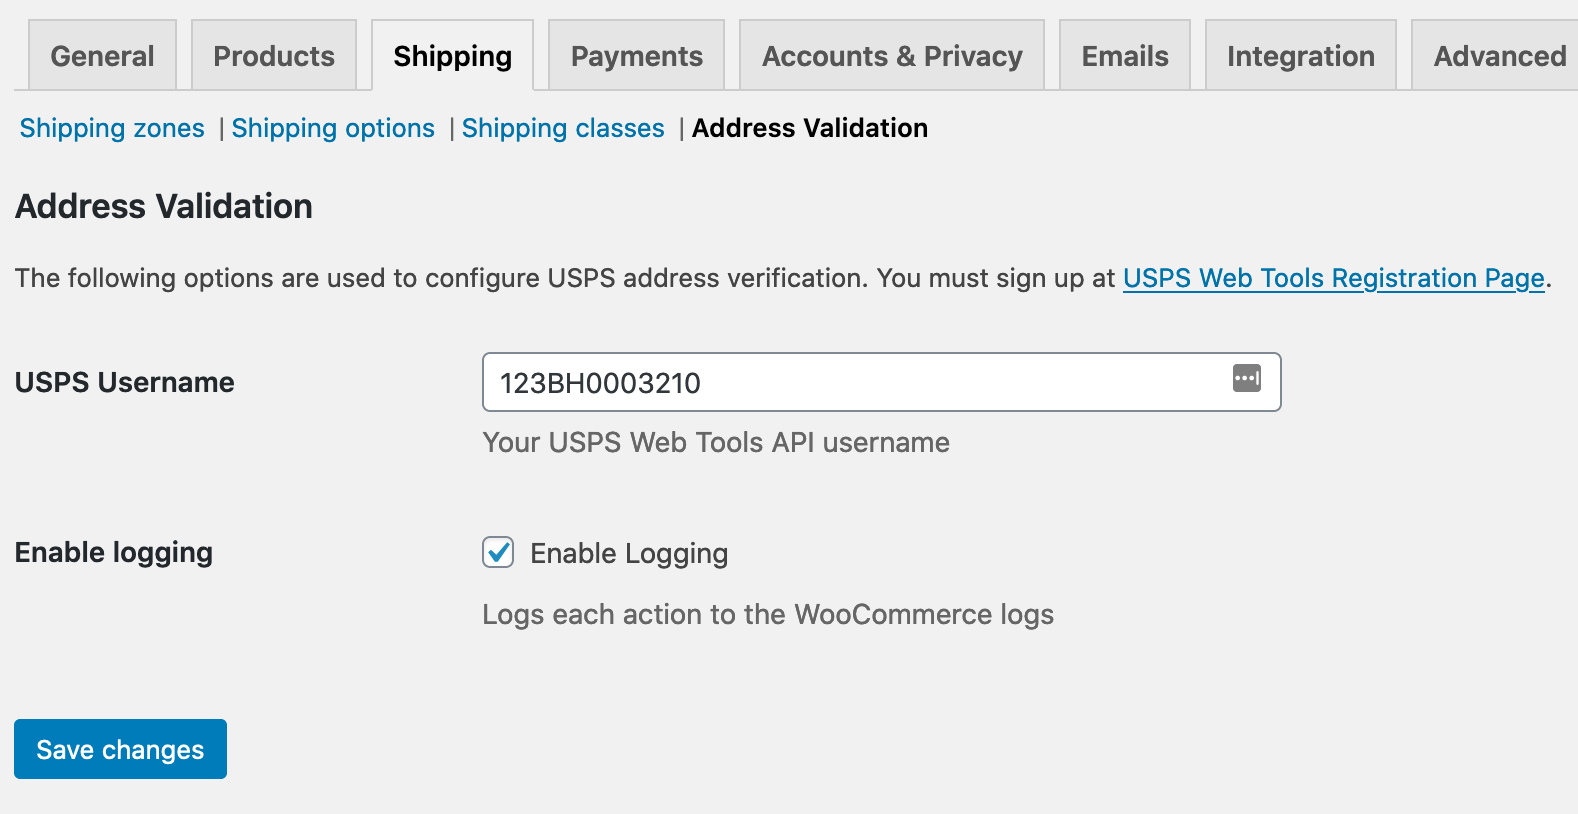 General Products Shipping Payments Accounts & Privacy Emails Integration Advanced
Shipping zones | Shipping options | Shipping classes | Address Validation
Address Validation
The following options are used to configure USPS address verification. You must sign up at USPS Web Tools Registration Page.
USPS Username 123BH0003210
Your USPS Web Tools API username
Enable logging Enable Logging
Logs each action to the WooCommerce logs
Save changes